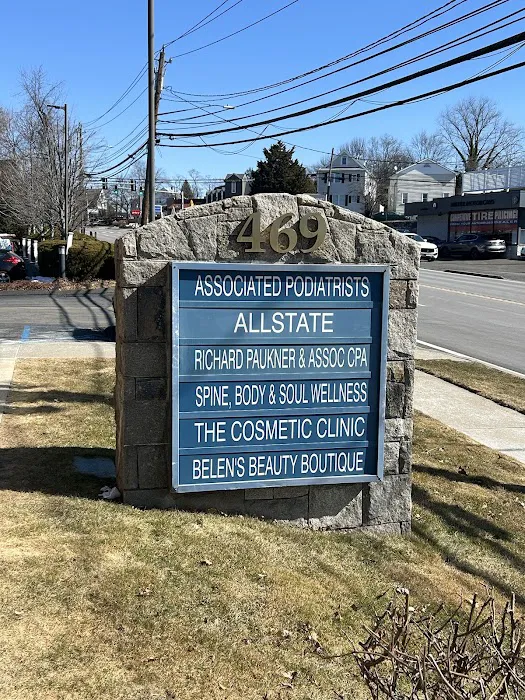 469
ASSOCIATED PODIATRISTS
ALLSTATE
RICHARD PAUKNER & ASSOC CPA
SPINE, BODY & SOUL WELLNESS
THE COSMETIC CLINIC
BELEN'S BEAUTY BOUTIQUE
TIRE